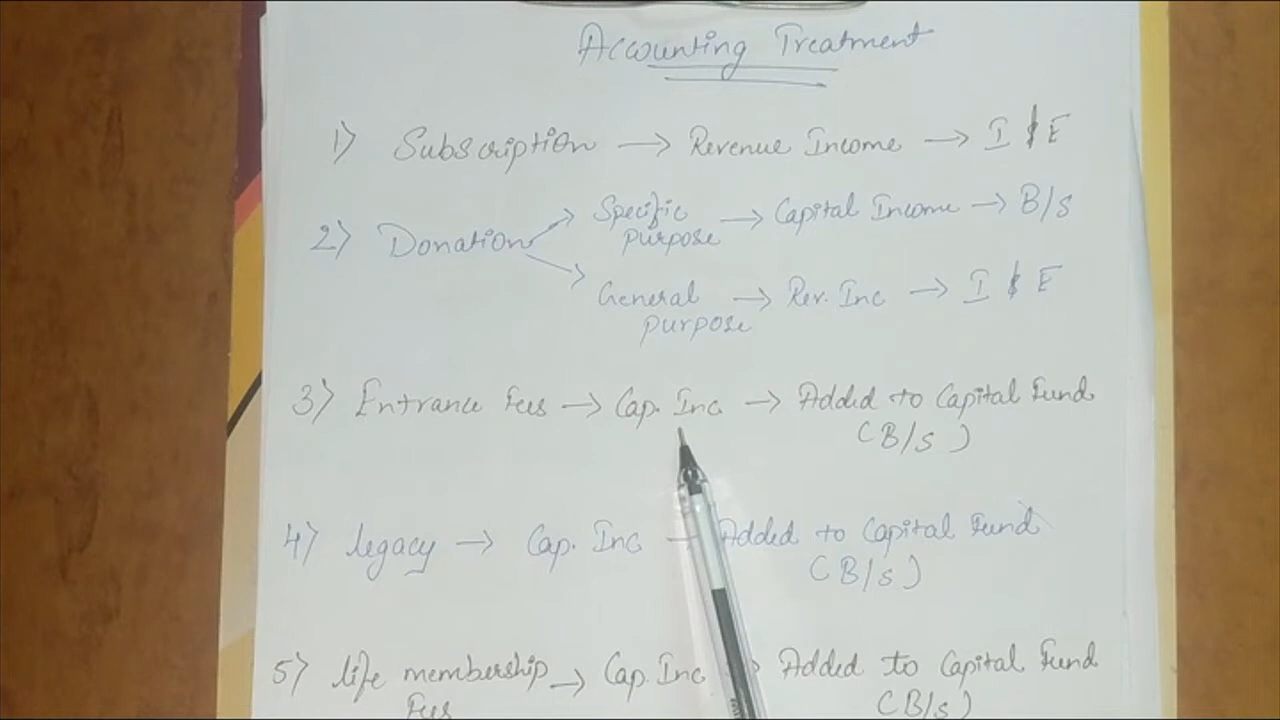 Accounting Treatment
1) Subscription → Revenue Income → I & E
2) Donation → Specific purpose → Capital Income → B/S
→ General purpose → Rev. Inc → I & E
3) Entrance Fees → Cap. Inc → Added to Capital Fund
(B/S)
4) Legacy → Cap. Inc → Added to Capital Fund
(B/S)
5) Life membership Fees → Cap. Inc → Added to Capital Fund
(B/S)